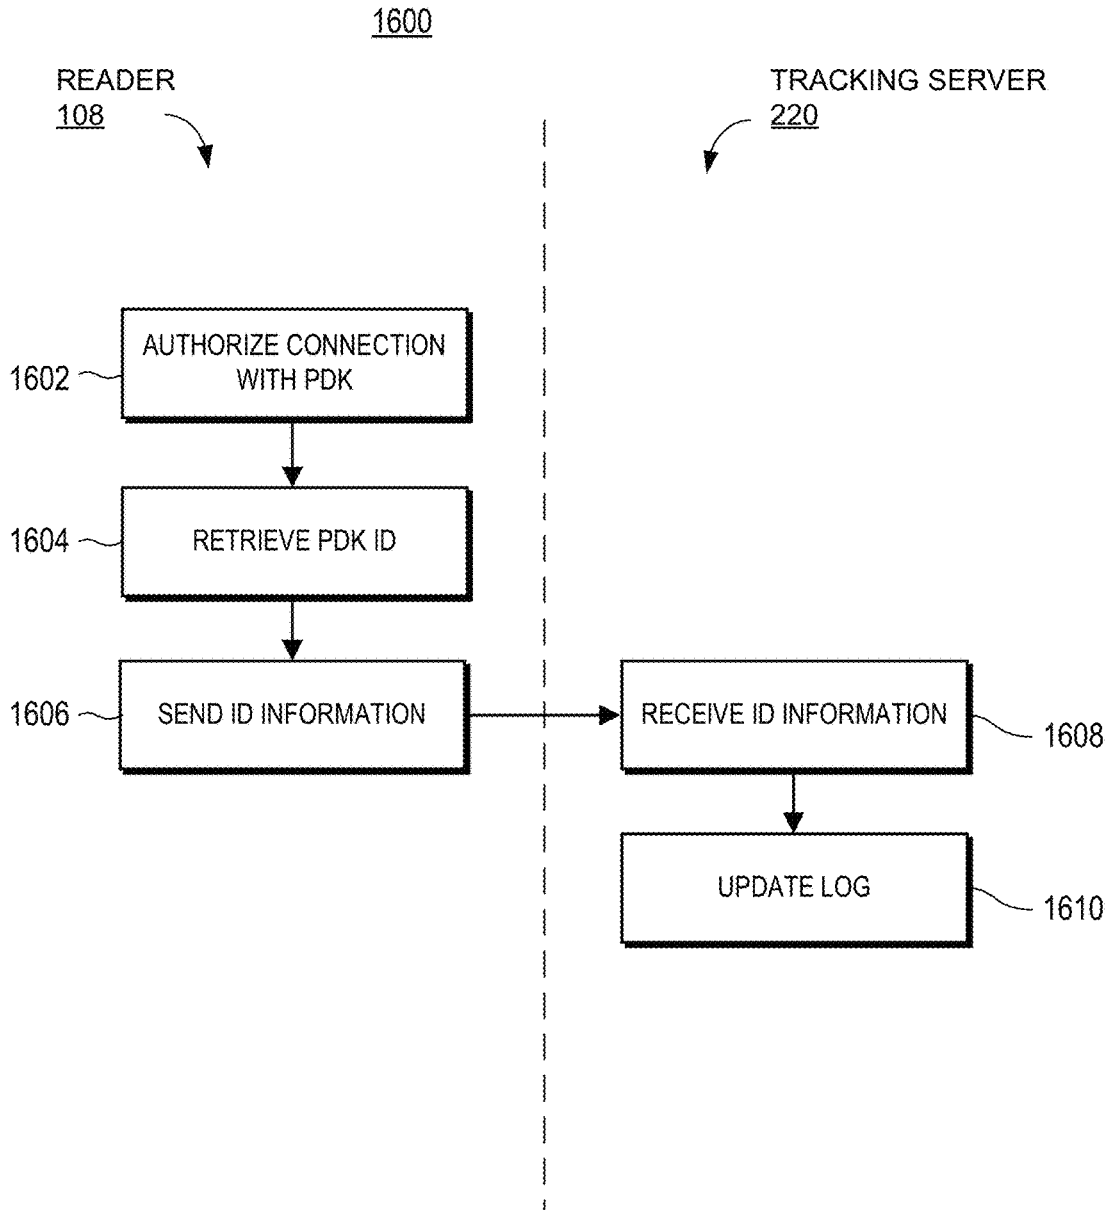 1600
READER
108
TRACKING SERVER
220
AUTHORIZE CONNECTION
WITH PDK
1602
RETRIEVE PDK ID
1604
SEND ID INFORMATION
1606
RECEIVE ID INFORMATION
1608
UPDATE LOG
1610